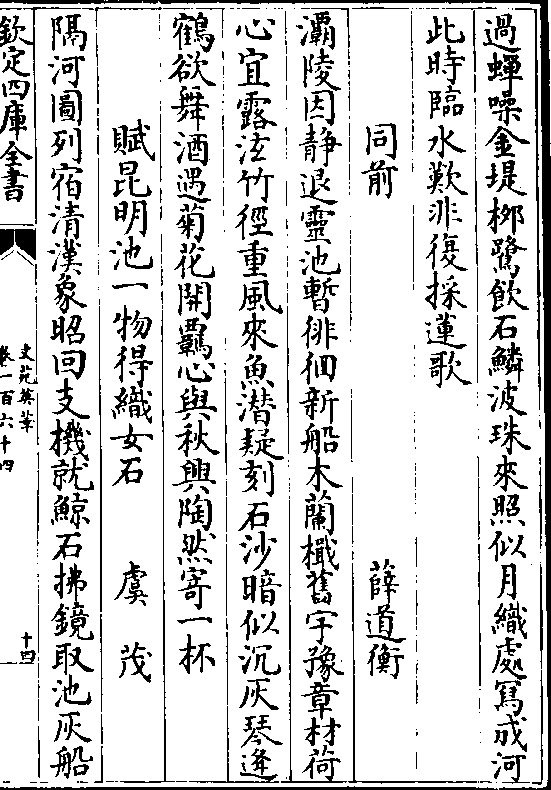 過蟬噪金堤栁鷺飲石鱗波珠來照似月織處冩成河
此時臨水歎非復採蓮歌
同前 薛道衡
灞陵因静退靈池暫徘徊新船木蘭檝舊宇豫章材荷
心宜露泫竹徑重風來魚潜疑刻石沙暗似沉灰琴逢
鶴欲舞酒遇菊花開羈心與秋興陶然寄一杯
賦昆明池一物得織女石 虞茂
隔河圖列宿清漢象昭回支機就鯨石拂鏡取池灰船
欽定四庫全書
文苑英華
卷一百六十四
十四